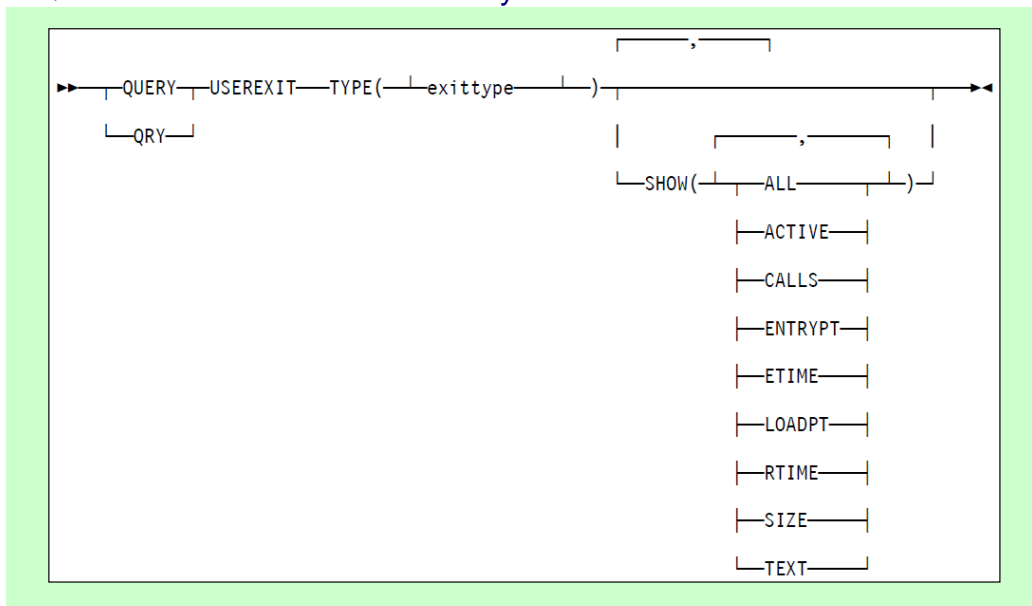 ,
►►──┬─QUERY─┬─USEREXIT──TYPE(─┴─exittype──┴─)─┬──►◄
└─QRY─┘ ,
└─SHOW(─┴─┬─ALL─┬─┴─)─┘
├─ACTIVE─┤
├─CALLS─┤
├─ENTRYPT─┤
├─ETIME─┤
├─LOADPT─┤
├─RTIME─┤
├─SIZE─┤
└─TEXT─┘